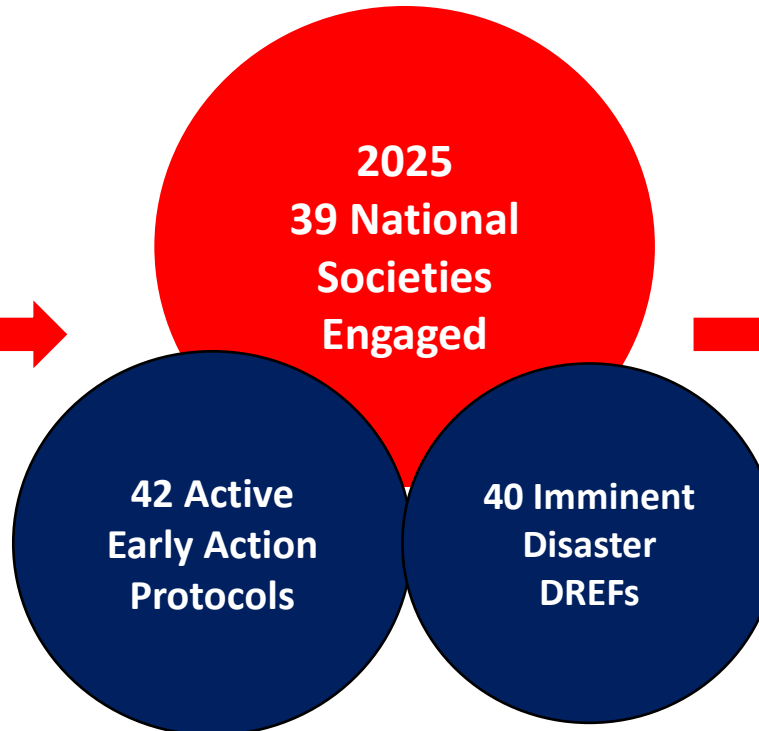 2025
39 National
Societies
Engaged
42 Active
Early Action
Protocols
40 Imminent
Disaster
DREFs